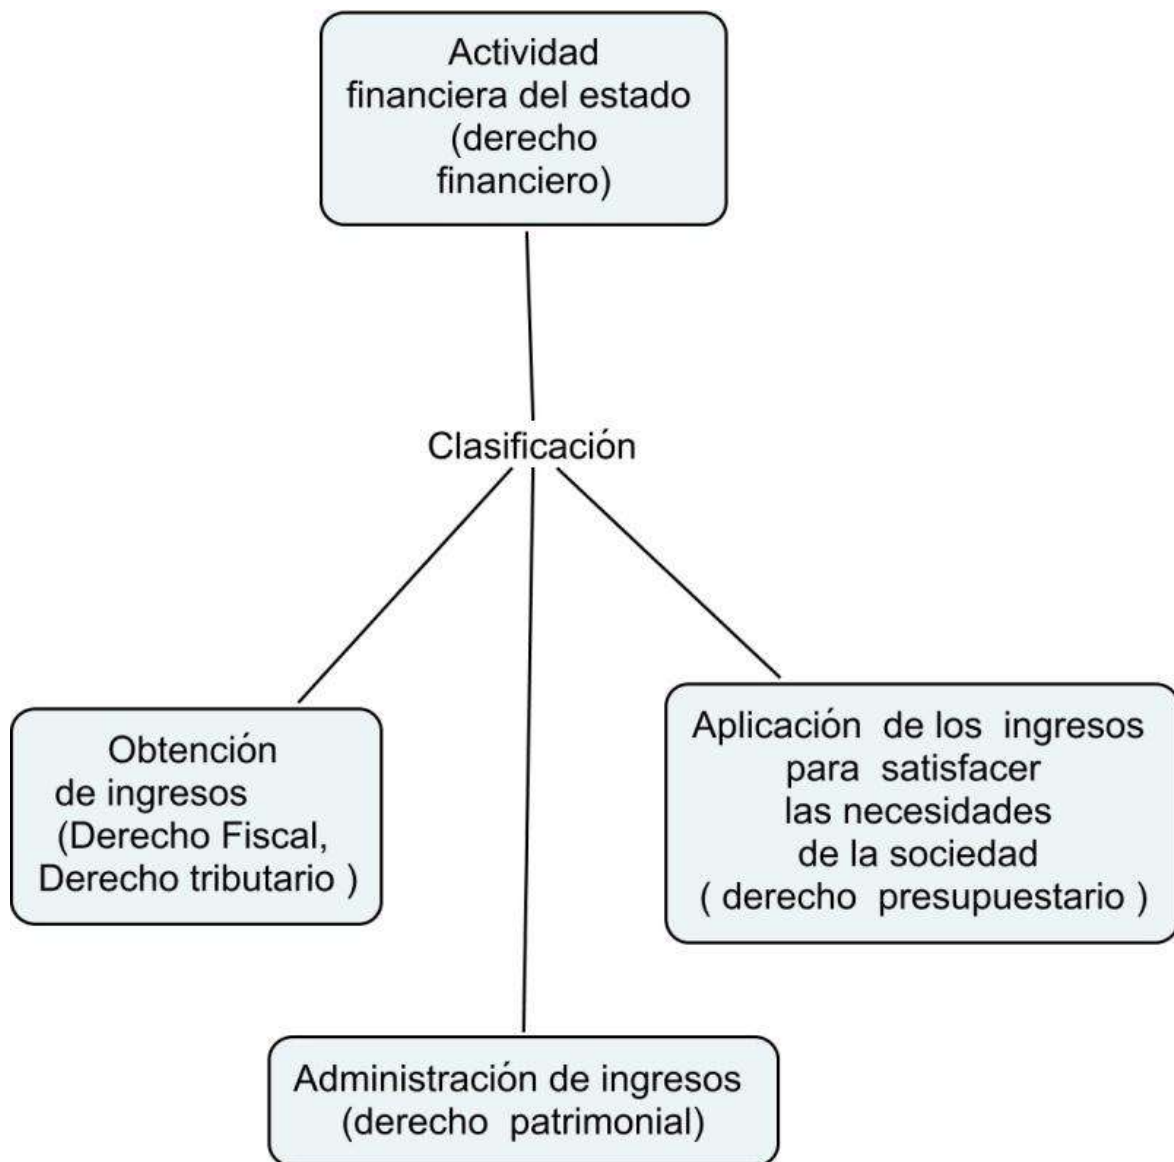 Actividad
financiera del estado
(derecho
financiero)
Clasificación
Obtención
de ingresos
(Derecho Fiscal,
Derecho tributario )
Aplicación de los ingresos
para satisfacer
las necesidades
de la sociedad
( derecho presupuestario )
Administración de ingresos
(derecho patrimonial)